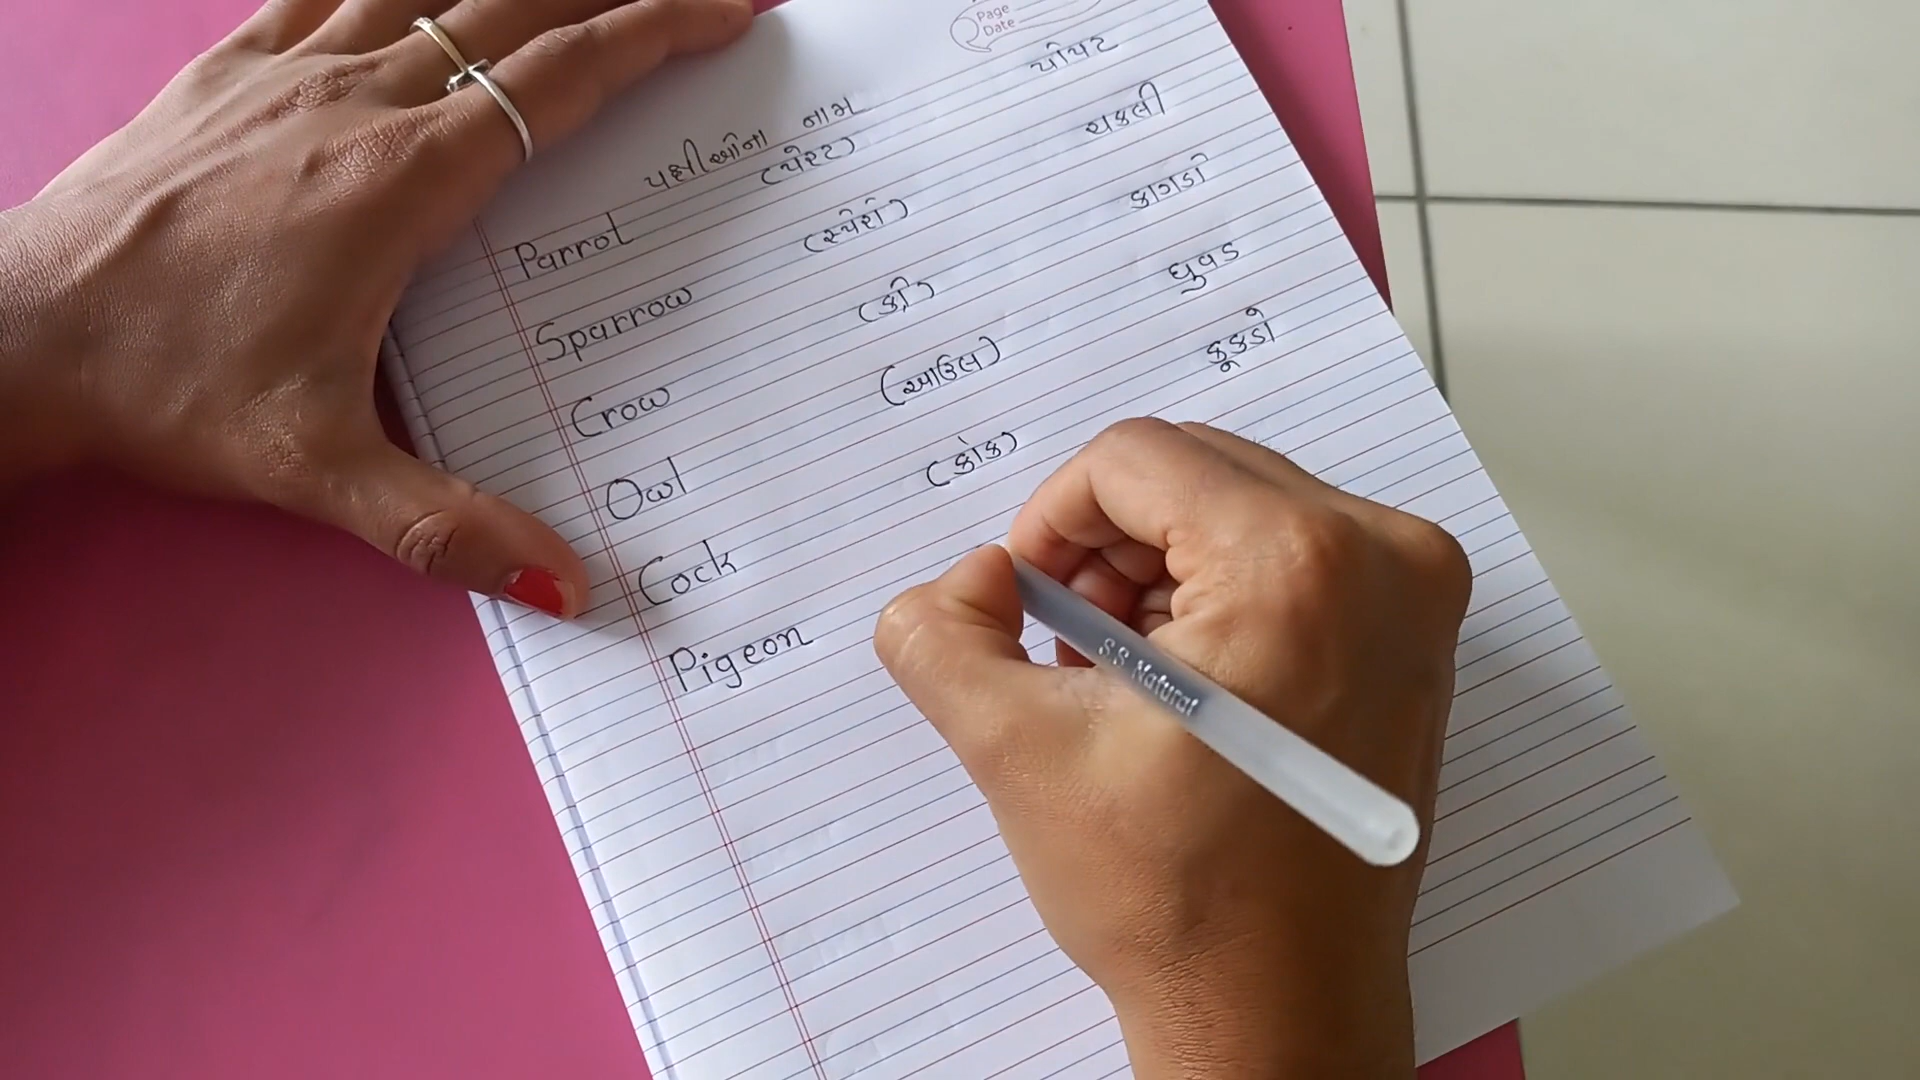 Page
Date
પક્ષીઓના નામ
Parrot (પેરટ) પોપટ
Sparrow (સ્પેરો) ચકલી
Crow (ક્રો) કાગડો
Owl (આઉલ) ઘુવડ
Cock (કોક) કૂકડો
Pigeon
S.S. Natural